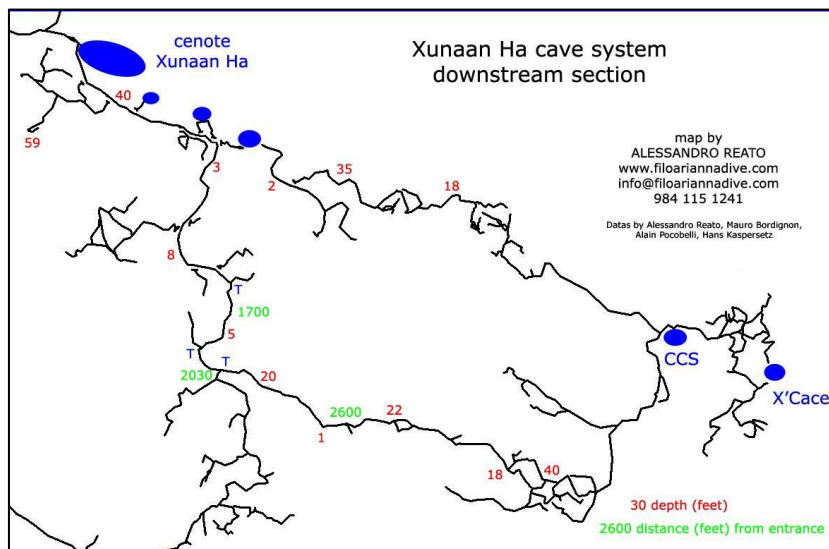 cenote
Xunaan Ha
Xunaan Ha cave system
downstream section
40
59
3
2
35
18
map by
ALESSANDRO REATO
www.filoariannadive.com
info@filoariannadive.com
984 115 1241
Datas by Alessandro Reato, Mauro Bordignon,
Alain Pocobelli, Hans Kaspersetz
8
T
1700
5
T
T
2030
20
CCS
X'Cace
2600
22
1
18
40
30 depth (feet)
2600 distance (feet) from entrance